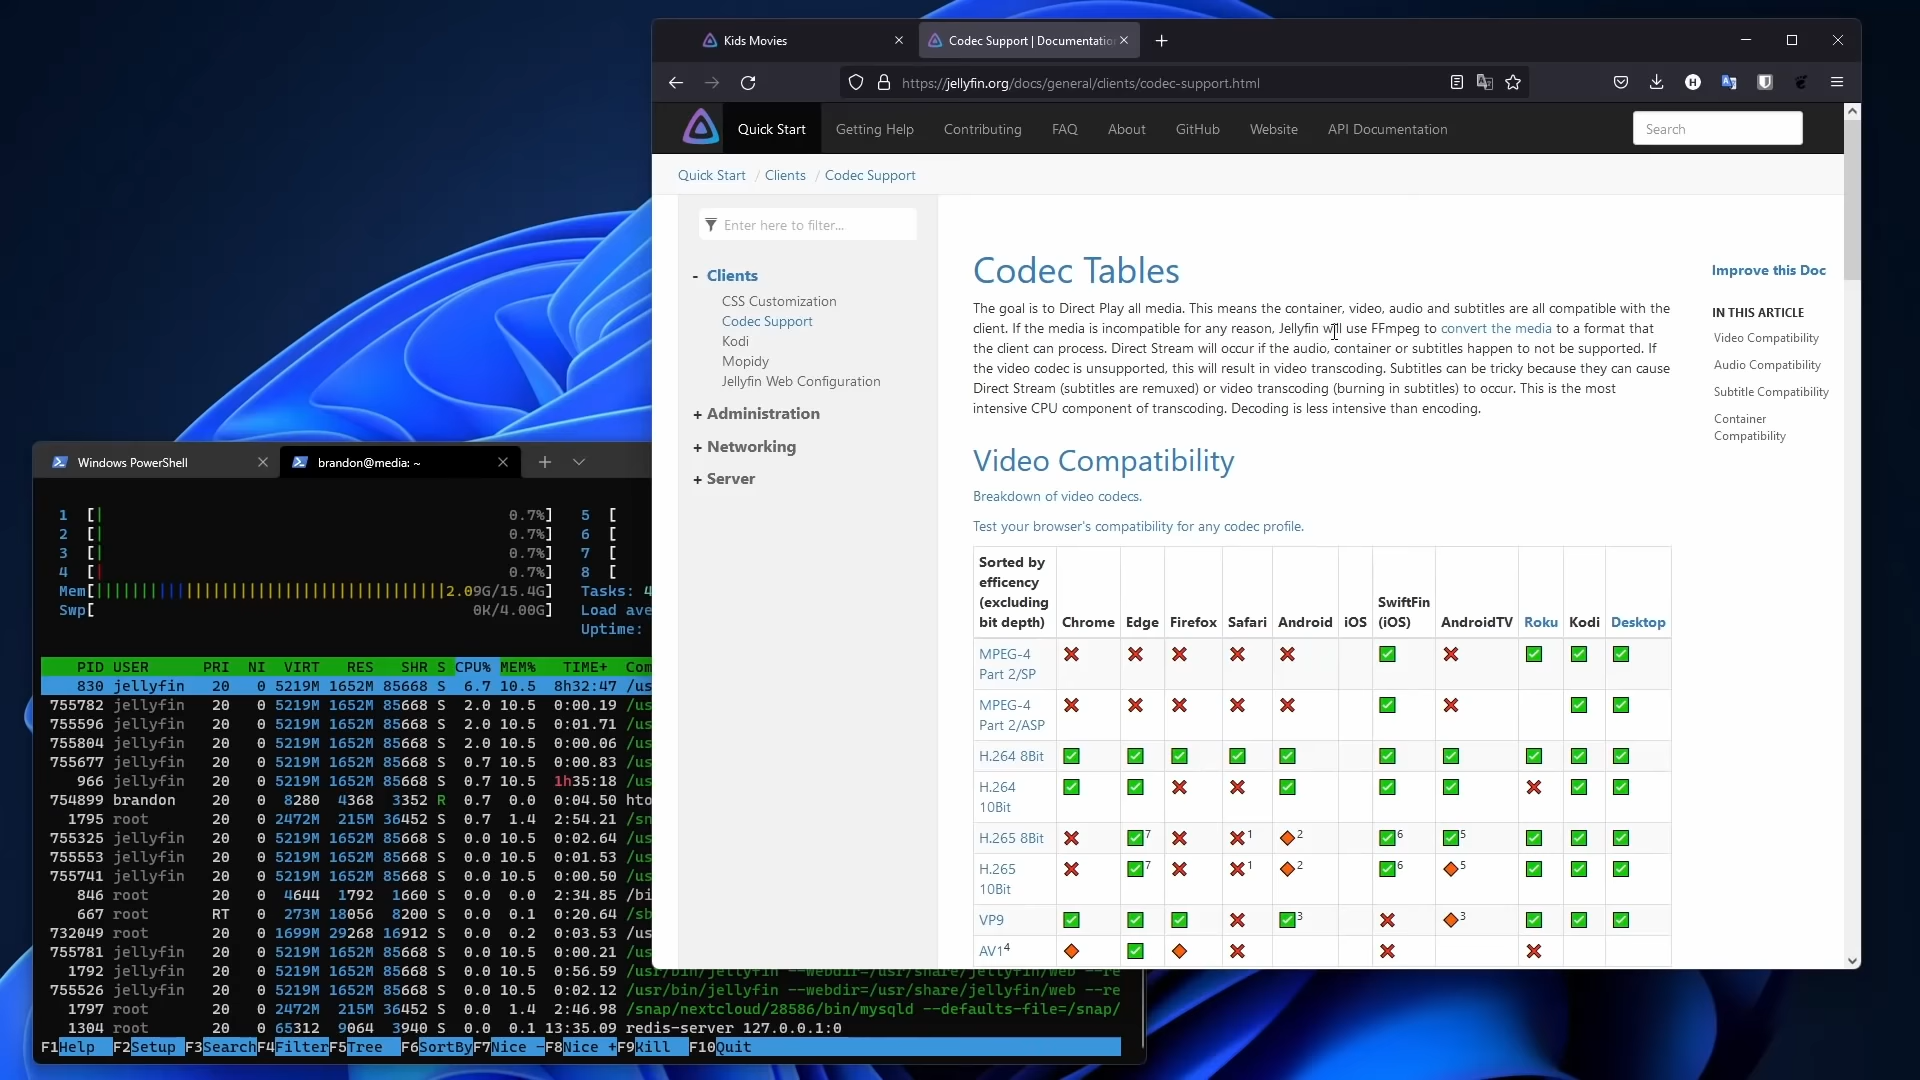 Kids Movies
Codec Support | Documentation
https://jellyfin.org/docs/general/clients/codec-support.html
Quick Start Getting Help Contributing FAQ About GitHub Website API Documentation Search
Quick Start / Clients / Codec Support
Enter here to filter...
- Clients
CSS Customization
Codec Support
Kodi
Mopidy
Jellyfin Web Configuration
+ Administration
+ Networking
+ Server
Codec Tables
The goal is to Direct Play all media. This means the container, video, audio and subtitles are all compatible with the
client. If the media is incompatible for any reason, Jellyfin will use FFmpeg to convert the media to a format that
the client can process. Direct Stream will occur if the audio, container or subtitles happen to not be supported. If
the video codec is unsupported, this will result in video transcoding. Subtitles can be tricky because they can cause
Direct Stream (subtitles are remuxed) or video transcoding (burning in subtitles) to occur. This is the most
intensive CPU component of transcoding. Decoding is less intensive than encoding.
Improve this Doc
IN THIS ARTICLE
Video Compatibility
Audio Compatibility
Subtitle Compatibility
Container
Compatibility
Video Compatibility
Breakdown of video codecs.
Test your browser's compatibility for any codec profile.
Sorted by
efficency
(excluding
bit depth) Chrome Edge Firefox Safari Android iOS SwiftFin
(iOS) AndroidTV Roku Kodi Desktop
MPEG-4
Part 2/SP ❌ ❌ ❌ ❌ ❌ ✅ ❌ ✅ ✅ ✅
MPEG-4
Part 2/ASP ❌ ❌ ❌ ❌ ❌ ✅ ❌ ✅ ✅
H.264 8Bit ✅ ✅ ✅ ✅ ✅ ✅ ✅ ✅ ✅ ✅
H.264
10Bit ✅ ✅ ❌ ❌ ✅ ✅ ✅ ❌ ✅ ✅
H.265 8Bit ❌ ✅7 ❌ ❌1 🔶2 ✅6 ✅5 ✅ ✅ ✅
H.265
10Bit ❌ ✅7 ❌ ❌1 🔶2 ✅6 🔶5 ✅ ✅ ✅
VP9 ✅ ✅ ✅ ❌ ✅3 ❌ 🔶3 ✅ ✅ ✅
AV14 🔶 ✅ 🔶 ❌ ❌ ❌
Windows PowerShell
brandon@media: ~
1 [| 0.7%] 5 [
2 [| 0.7%] 6 [
3 [| 0.7%] 7 [
4 [| 0.7%] 8 [
Mem[||||||||||||||||||||||||||||||||||||2.09G/15.4G] Tasks: 4
Swp[ 0K/4.00G] Load ave
Uptime:
PID USER PRI NI VIRT RES SHR S CPU% MEM% TIME+ Com
830 jellyfin 20 0 5219M 1652M 85668 S 6.7 10.5 8h32:47 /us
755782 jellyfin 20 0 5219M 1652M 85668 S 2.0 10.5 0:00.19 /us
755596 jellyfin 20 0 5219M 1652M 85668 S 2.0 10.5 0:01.71 /us
755804 jellyfin 20 0 5219M 1652M 85668 S 2.0 10.5 0:00.06 /us
755677 jellyfin 20 0 5219M 1652M 85668 S 0.7 10.5 0:00.83 /us
966 jellyfin 20 0 5219M 1652M 85668 S 0.7 10.5 1h35:18 /us
754899 brandon 20 0 8280 4368 3352 R 0.7 0.0 0:04.50 hto
1795 root 20 0 2472M 215M 36452 S 0.7 1.4 2:54.21 /sn
755325 jellyfin 20 0 5219M 1652M 85668 S 0.0 10.5 0:02.64 /us
755553 jellyfin 20 0 5219M 1652M 85668 S 0.0 10.5 0:01.53 /us
755741 jellyfin 20 0 5219M 1652M 85668 S 0.0 10.5 0:00.50 /us
846 root 20 0 4644 1792 1660 S 0.0 0.0 2:34.85 /bi
667 root RT 0 273M 18056 8200 S 0.0 0.1 0:20.64 /sb
732049 root 20 0 1699M 29268 16912 S 0.0 0.2 0:03.53 /us
755781 jellyfin 20 0 5219M 1652M 85668 S 0.0 10.5 0:00.21 /us
1792 jellyfin 20 0 5219M 1652M 85668 S 0.0 10.5 0:56.59 /usr/bin/jellyfin --webdir=/usr/share/jellyfin/web --re
755526 jellyfin 20 0 5219M 1652M 85668 S 0.0 10.5 0:02.12 /usr/bin/jellyfin --webdir=/usr/share/jellyfin/web --re
1797 root 20 0 2472M 215M 36452 S 0.0 1.4 2:46.98 /snap/nextcloud/28586/bin/mysqld --defaults-file=/snap/
1304 root 20 0 65312 9064 3940 S 0.0 0.1 13:35.09 redis-server 127.0.0.1:0
F1Help F2Setup F3SearchF4FilterF5Tree F6SortByF7Nice -F8Nice +F9Kill F10Quit